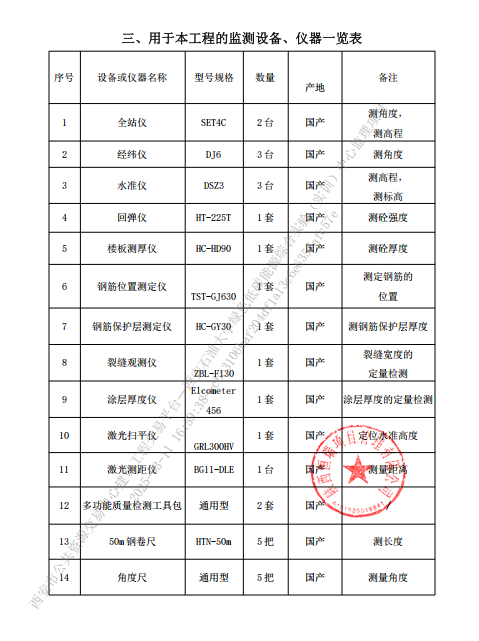 三、用于本工程的监测设备、仪器一览表
序号 设备或仪器名称 型号规格 数量 产地 备注
1 全站仪 SET4C 2台 国产 测角度，
测高程
2 经纬仪 DJ6 3台 国产 测角度
3 水准仪 DSZ3 3台 国产 测高程，
测标高
4 回弹仪 HT-225T 1套 国产 测砼强度
5 楼板测厚仪 HC-HD90 1套 国产 测砼厚度
6 钢筋位置测定仪 TST-GJ630 1套 国产 测定钢筋的
位置
7 钢筋保护层测定仪 HC-GY30 1套 国产 测钢筋保护层厚度
8 裂缝观测仪 ZBL-F130 1套 国产 裂缝宽度的
定量检测
9 涂层厚度仪 Elcometer
456 1套 国产 涂层厚度的定量检测
10 激光扫平仪 GRL300HV 1套 国产 定位水准高度
11 激光测距仪 BG11-DLE 1台 国产 测量距离
12 多功能质量检测工具包 通用型 2套 国产 /
13 50m钢卷尺 HTN-50m 5把 国产 测长度
14 角度尺 通用型 5把 国产 测量角度